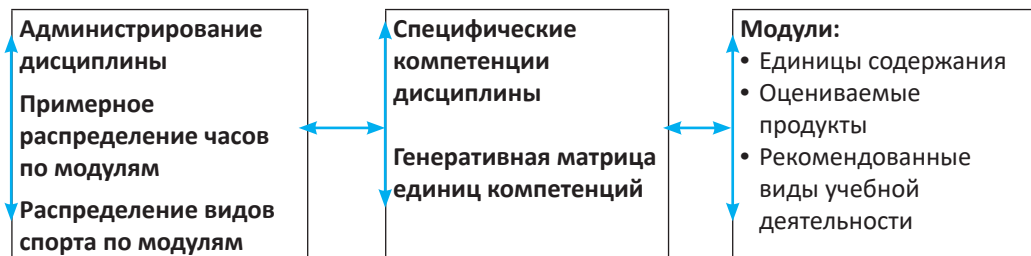 Администрирование
дисциплины
Примерное
распределение часов
по модулям
Распределение видов
спорта по модулям
Специфические
компетенции
дисциплины
Генеративная матрица
единиц компетенций
Модули:
• Единицы содержания
• Оцениваемые
продукты
• Рекомендованные
виды учебной
деятельности